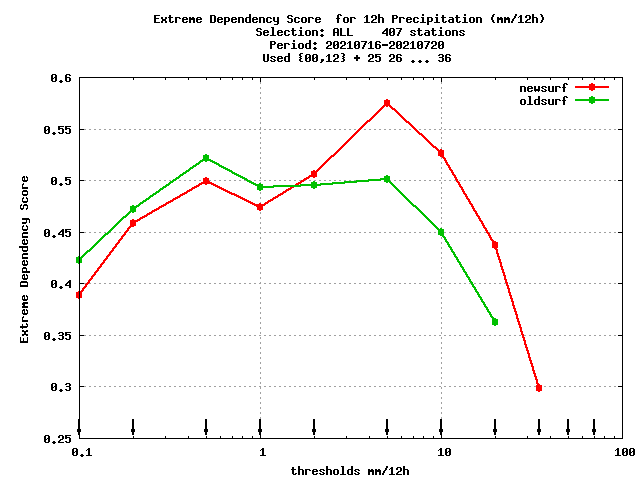 Extreme Dependency Score  for 12h Precipitation (mm/12h)
Selection: ALL    407 stations
Period: 20210716-20210720
Used {00,12} + 25 26 ... 36
newsurf
oldsurf
0.6
0.55
0.5
0.45
0.4
0.35
0.3
0.25
Extreme Dependency Score
0.1
1
10
100
thresholds mm/12h